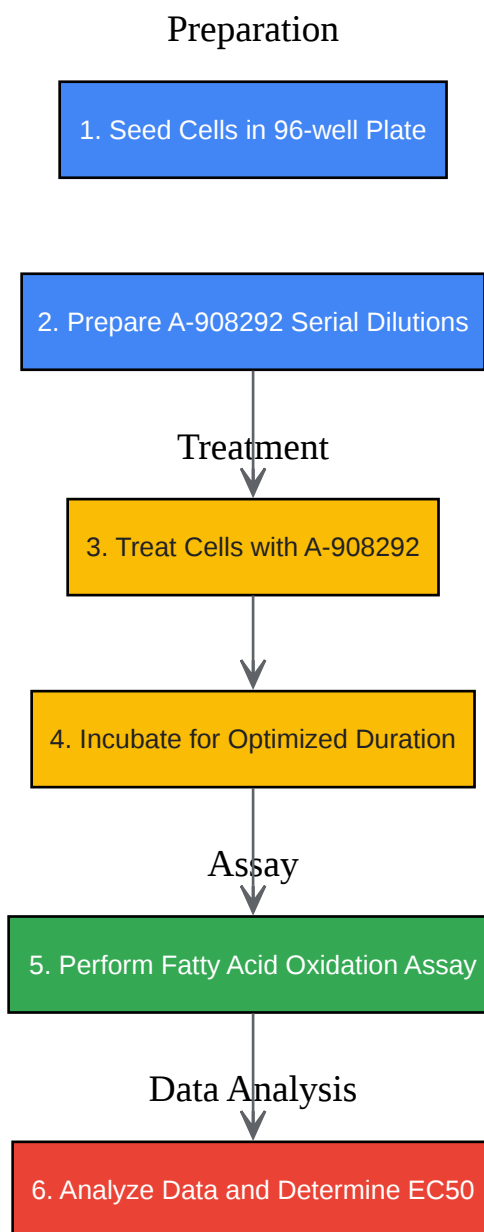 Preparation
1. Seed Cells in 96-well Plate
2. Prepare A-908292 Serial Dilutions
Treatment
3. Treat Cells with A-908292
4. Incubate for Optimized Duration
Assay
5. Perform Fatty Acid Oxidation Assay
Data Analysis
6. Analyze Data and Determine EC50